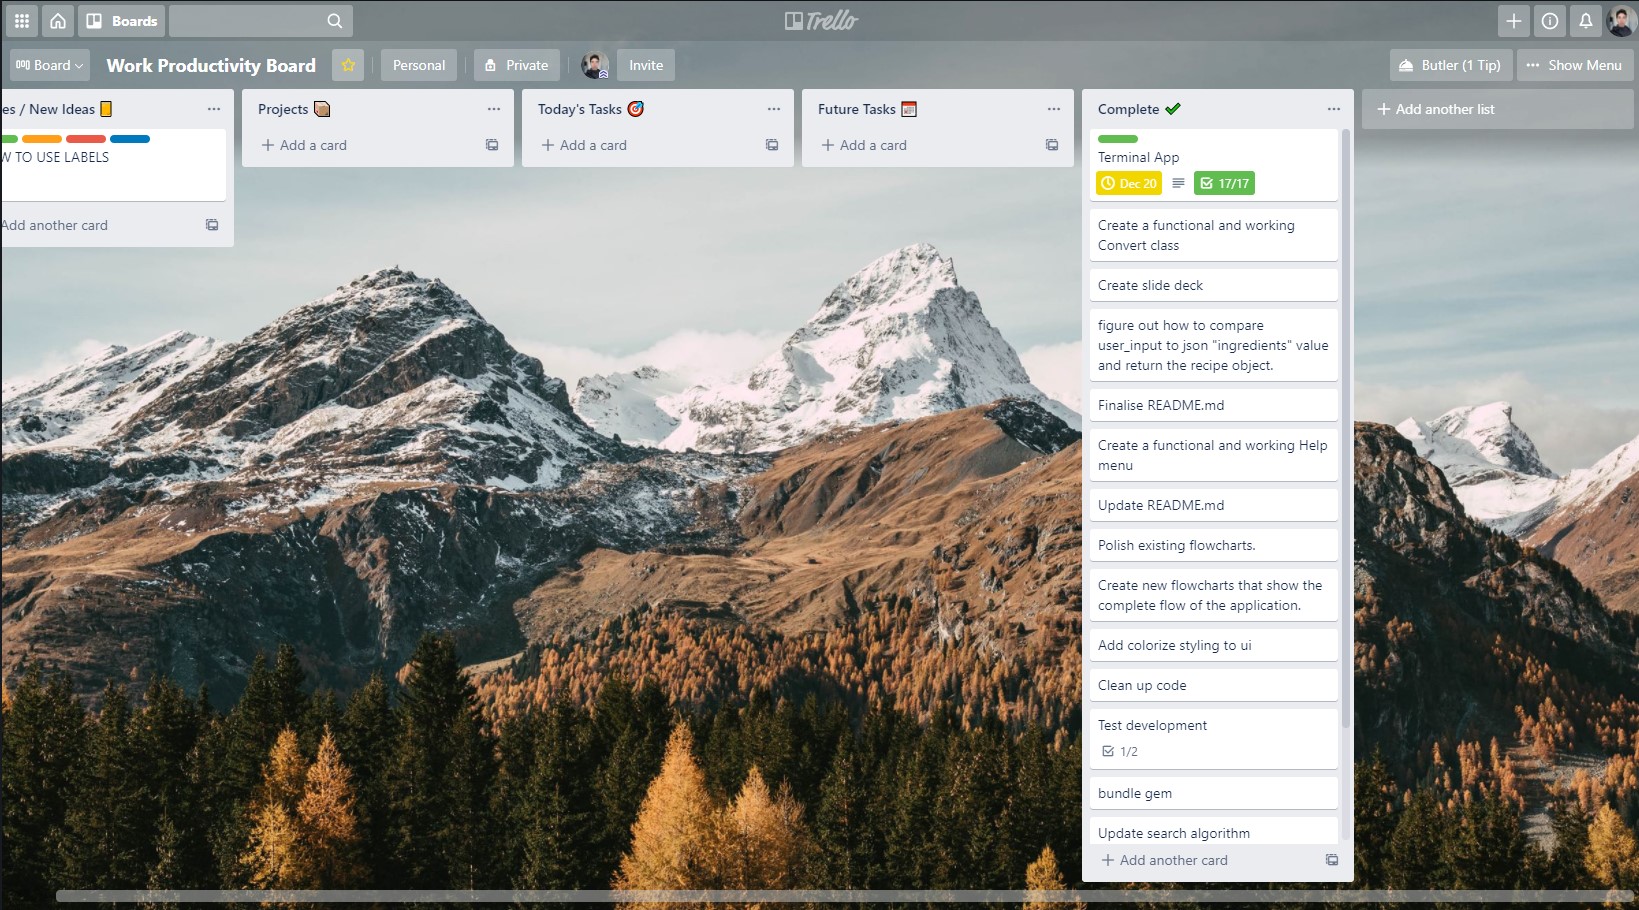 Boards
Trello
Board
Work Productivity Board
Personal
Private
Invite
Butler (1 Tip)
Show Menu
es / New Ideas
W TO USE LABELS
Add another card
Projects
Add a card
Today's Tasks
Add a card
Future Tasks
Add a card
Complete
Terminal App
Dec 20
17/17
Create a functional and working
Convert class
Create slide deck
figure out how to compare
user_input to json "ingredients" value
and return the recipe object.
Finalise README.md
Create a functional and working Help
menu
Update README.md
Polish existing flowcharts.
Create new flowcharts that show the
complete flow of the application.
Add colorize styling to ui
Clean up code
Test development
1/2
bundle gem
Update search algorithm
Add another card
Add another list